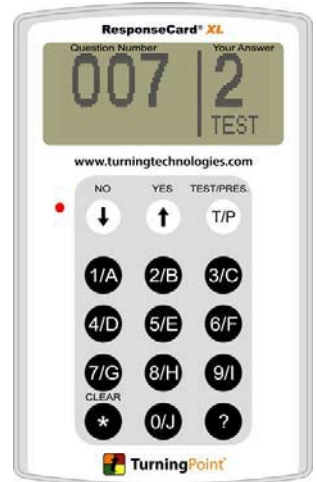 ResponseCard® XL
Question Number Your Answer
007 2
TEST
www.turningtechnologies.com
NO YES TEST/PRES.
T/P
1/A 2/B 3/C
4/D 5/E 6/F
7/G 8/H 9/I
CLEAR
* 0/J ?
TurningPoint®